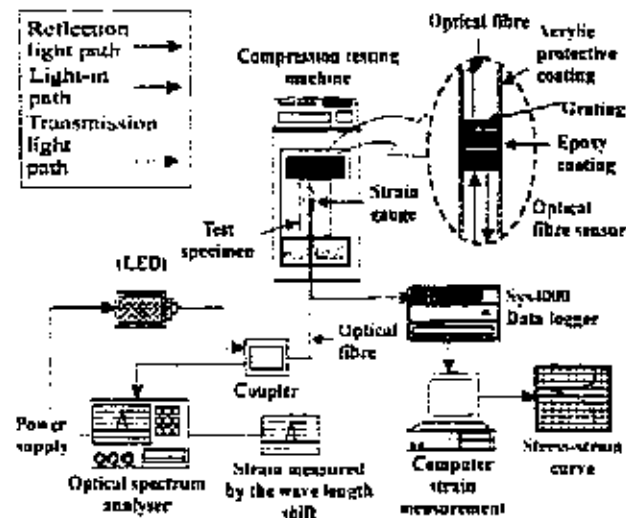 Reflection
light path
Light-in
path
Transmission
light
path
Compression testing
machine
Optical fibre
Acrylic
protective
coating
Grating
Epoxy
coating
Optical
fibre sensor
Strain
gauge
Test
specimen
(LED)
Sys4000
Data logger
Optical
fibre
Coupler
Power
supply
Optical spectrum
analyser
Strain measured
by the wave length
shift
Computer
strain
measurement
Stress-strain
curve